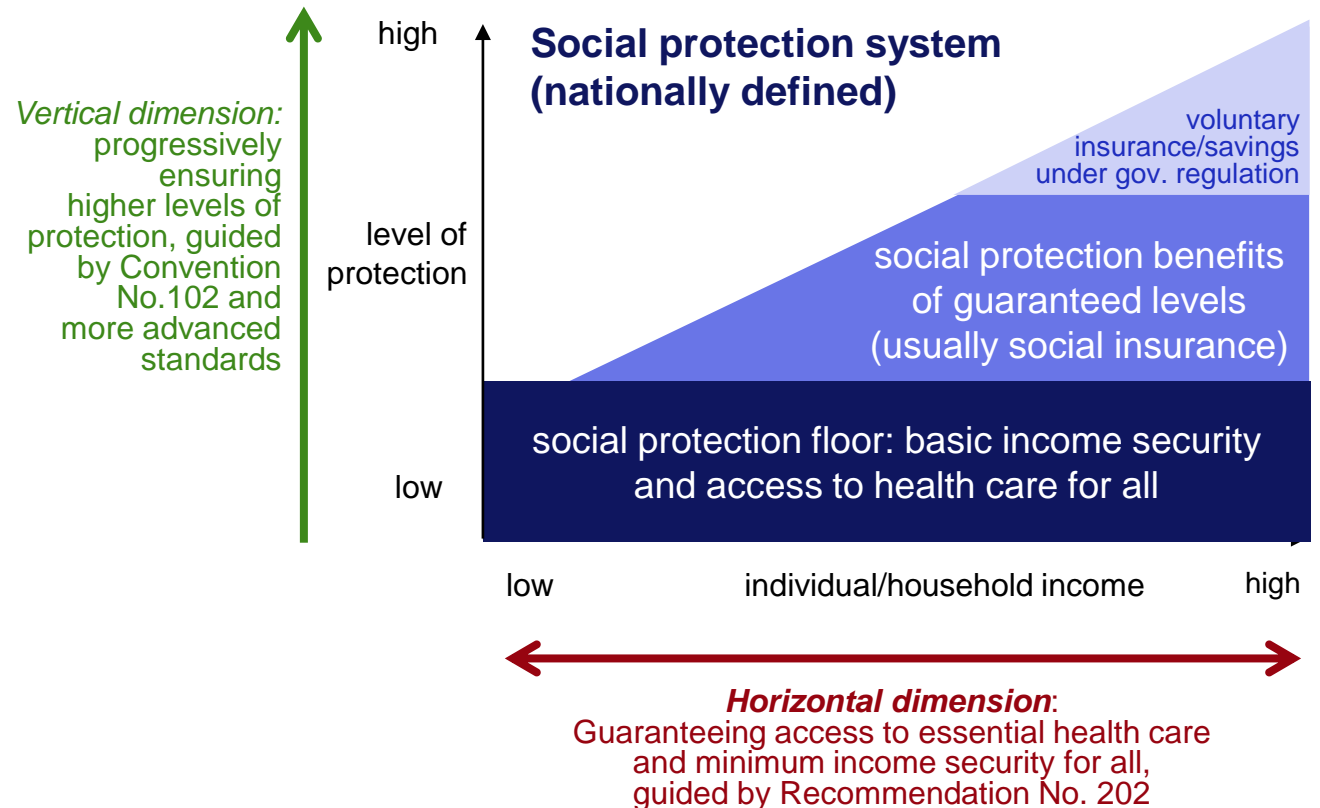 Social protection system
(nationally defined)
high
level of
protection
low
Vertical dimension:
progressively
ensuring
higher levels of
protection, guided
by Convention
No.102 and
more advanced
standards
voluntary
insurance/savings
under gov. regulation
social protection benefits
of guaranteed levels
(usually social insurance)
social protection floor: basic income security
and access to health care for all
low
individual/household income
high
Horizontal dimension:
Guaranteeing access to essential health care
and minimum income security for all,
guided by Recommendation No. 202